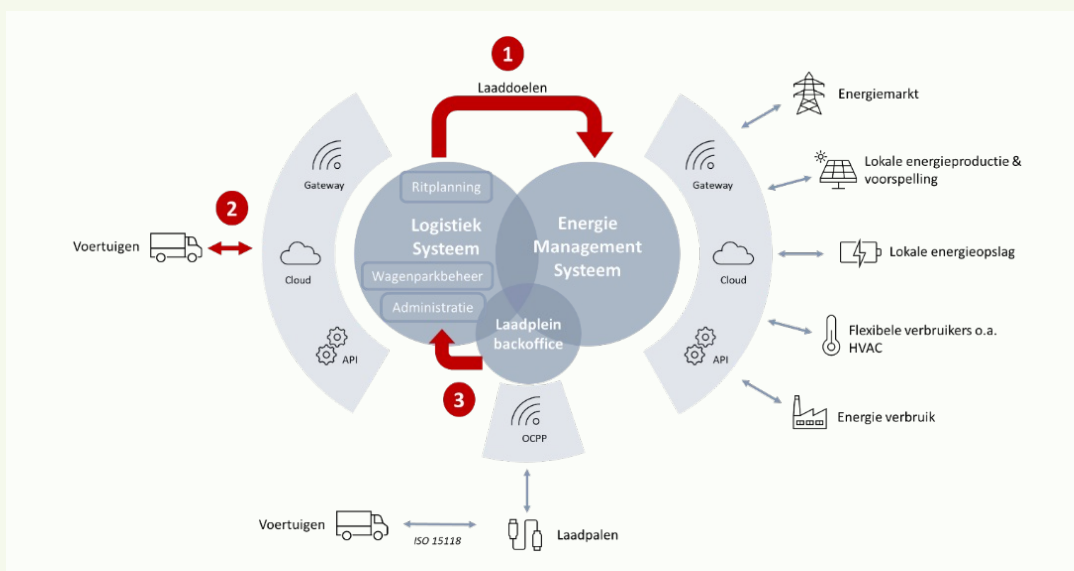 1
Laaddoelen
Energiemarkt
Gateway
Gateway
Ritplanning
Lokale energieproductie &
voorspelling
2
Voertuigen
Logistiek
Systeem
Energie
Management
Systeem
Cloud
Cloud
Lokale energieopslag
Wagenparkbeheer
Administratie
Laadplein
backoffice
Flexibele verbruikers o.a.
HVAC
API
API
3
OCPP
Energie verbruik
Voertuigen
ISO 15118
Laadpalen